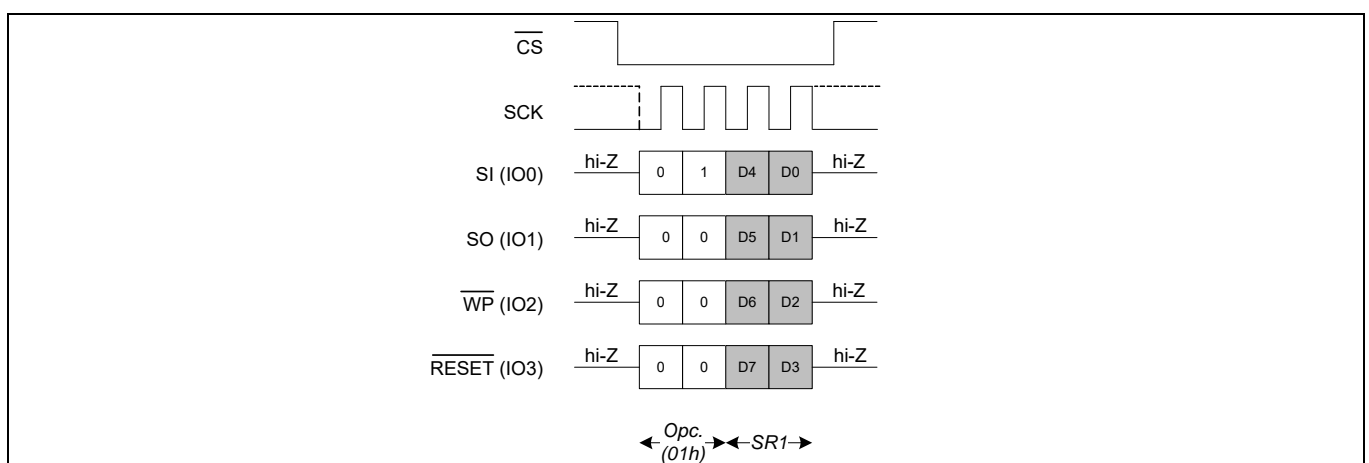 CS
SCK
SI (IO0) hi-Z 0 1 D4 D0 hi-Z
SO (IO1) hi-Z 0 0 D5 D1 hi-Z
WP (IO2) hi-Z 0 0 D6 D2 hi-Z
RESET (IO3) hi-Z 0 0 D7 D3 hi-Z
Opc. SR1
(01h)